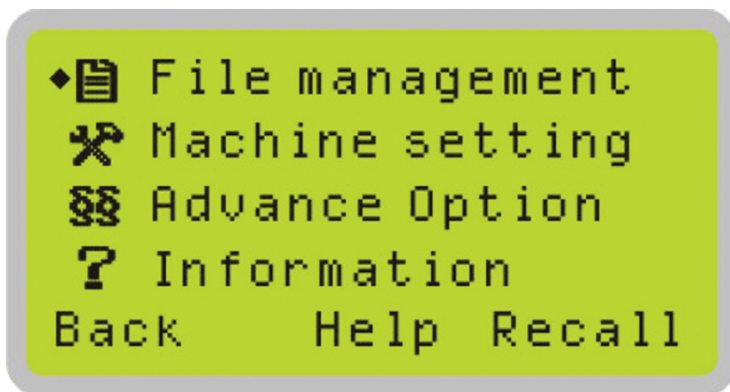 File management
Machine setting
§§ Advance Option
? Information
Back Help Recall